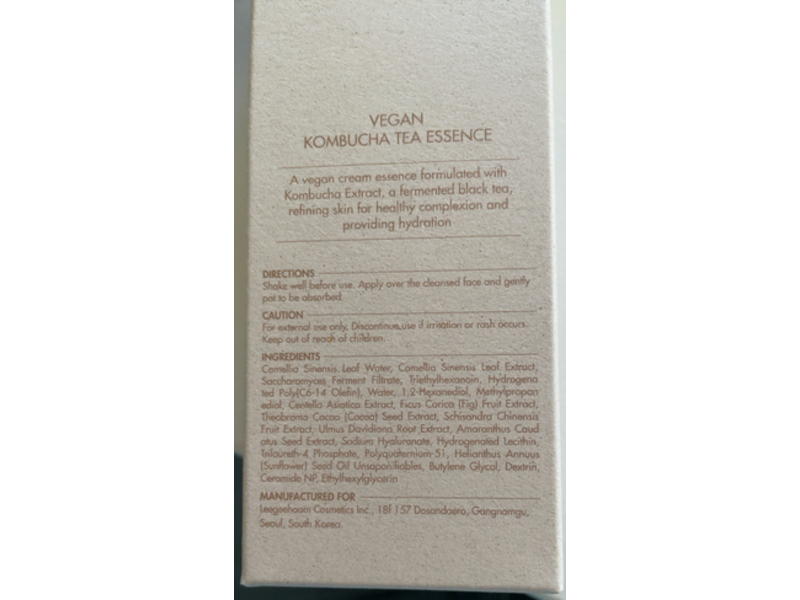 VEGAN
KOMBUCHA TEA ESSENCE
A vegan cream essence formulated with
Kombucha Extract, a fermented black tea,
refining skin for healthy complexion and
providing hydration
DIRECTIONS
Shake well before use. Apply over the cleansed face and gently
pat to be absorbed.
CAUTION
For external use only. Discontinue use if irritation or rash occurs.
Keep out of reach of children.
INGREDIENTS
Camellia Sinensis Leaf Water, Camellia Sinensis Leaf Extract,
Saccharomyces Ferment Filtrate, Triethylhexanoin, Hydrogena
ted Poly(C6-14 Olefin), Water, 1,2-Hexanediol, Methylpropan
ediol, Centella Asiatica Extract, Ficus Carica (Fig) Fruit Extract,
Theobroma Cacao (Cocoa) Seed Extract, Schisandra Chinensis
Fruit Extract, Ulmus Davidiana Root Extract, Amaranthus Caud
atus Seed Extract, Sodium Hyaluronate, Hydrogenated Lecithin,
Trilaureth-4 Phosphate, Polyquaternium-51, Helianthus Annuus
(Sunflower) Seed Oil Unsaponifiables, Butylene Glycol, Dextrin,
Ceramide NP, Ethylhexylglycerin
MANUFACTURED FOR
Leegeehaam Cosmetics Inc., 18f 157 Dosandaero, Gangnamgu,
Seoul, South Korea.